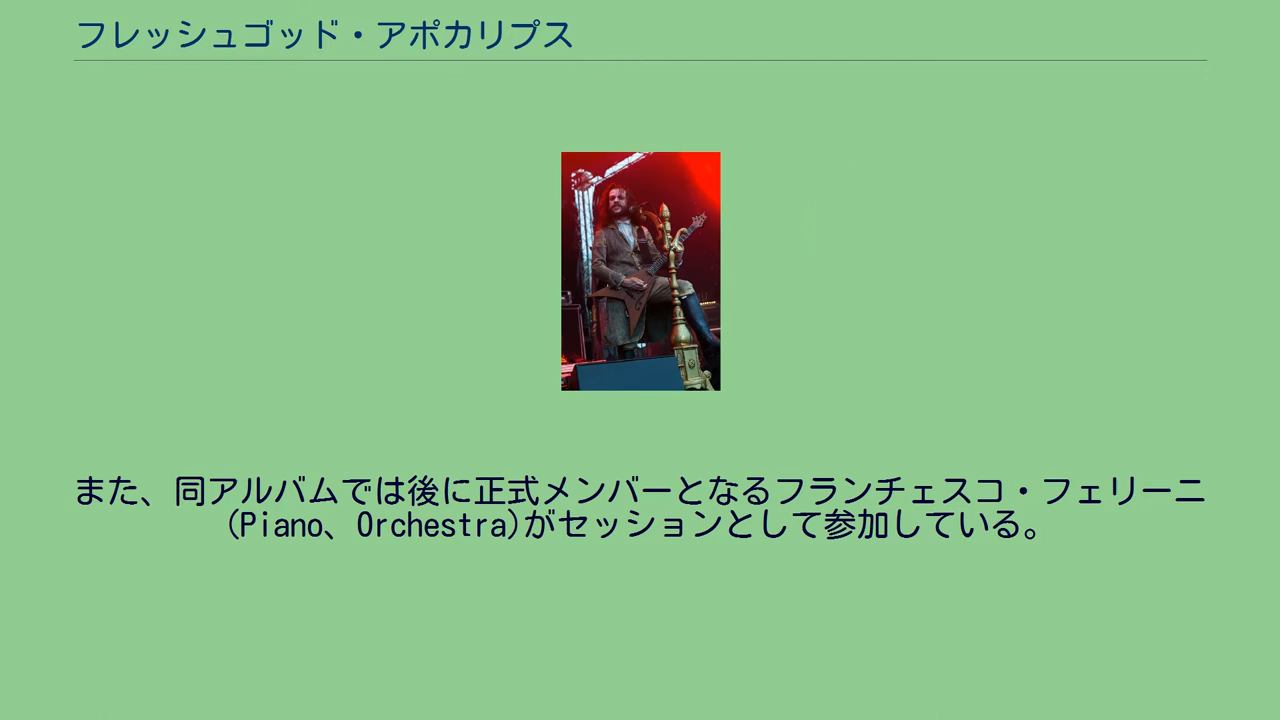 フレッシュゴッド・アポカリプス
また、同アルバムでは後に正式メンバーとなるフランチェスコ・フェリーニ
(Piano、Orchestra)がセッションとして参加している。